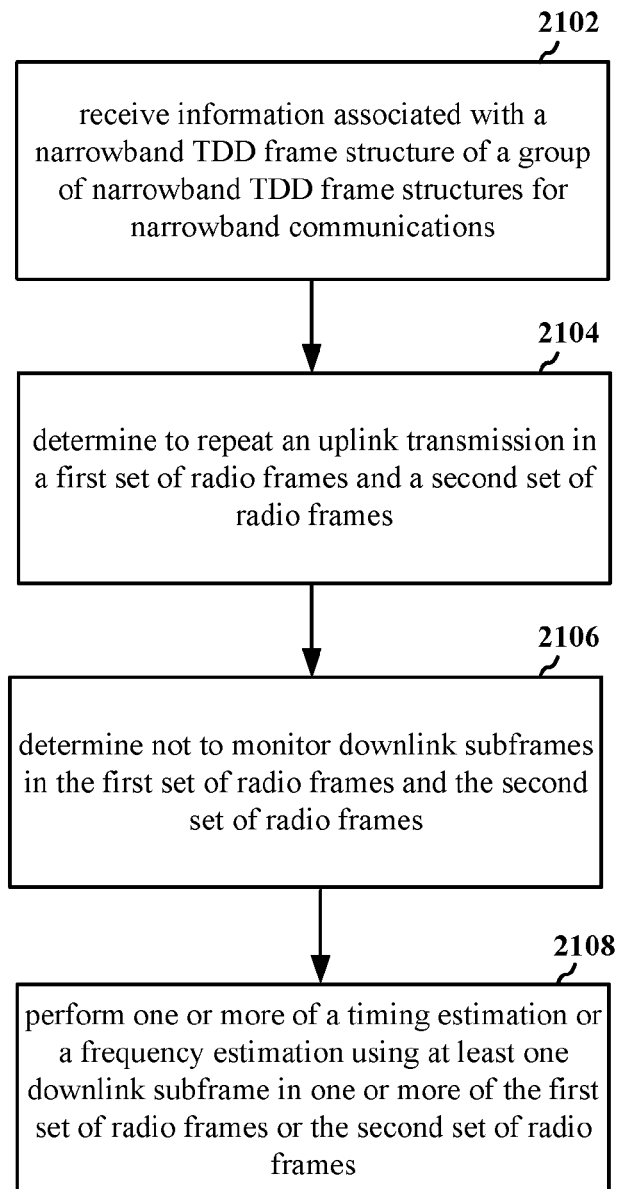 2102
receive information associated with a
narrowband TDD frame structure of a group
of narrowband TDD frame structures for
narrowband communications
2104
determine to repeat an uplink transmission in
a first set of radio frames and a second set of
radio frames
2106
determine not to monitor downlink subframes
in the first set of radio frames and the second
set of radio frames
2108
perform one or more of a timing estimation or
a frequency estimation using at least one
downlink subframe in one or more of the first
set of radio frames or the second set of radio
frames